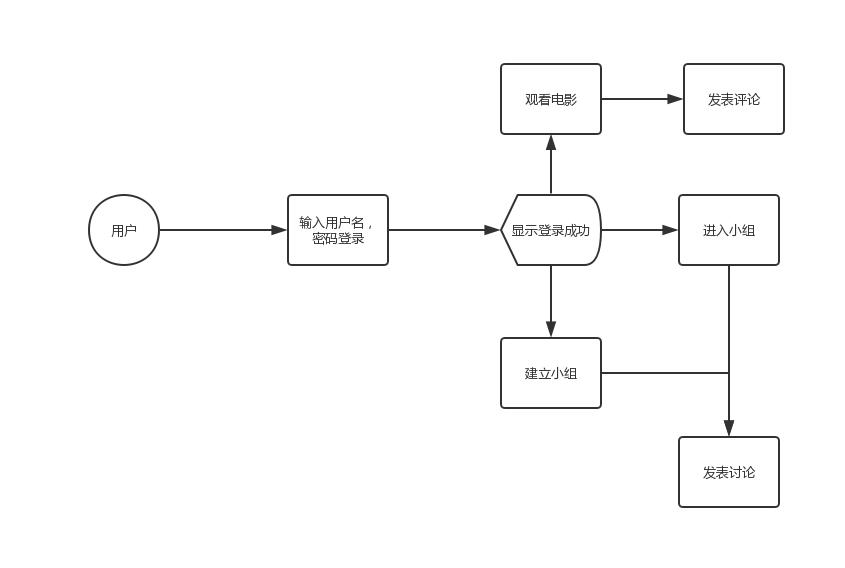 观看电影
发表评论
用户
输入用户名，
密码登录
显示登录成功
进入小组
建立小组
发表讨论